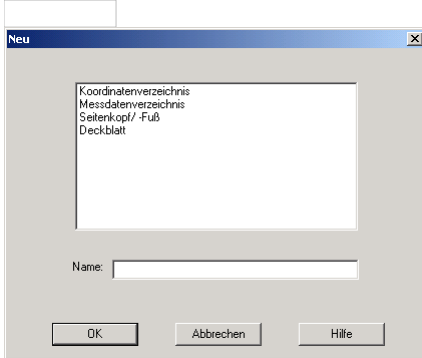 Neu
Koordinatenverzeichnis
Messdatenverzeichnis
Seitenkopf/ -Fuß
Deckblatt
Name:
OK Abbrechen Hilfe